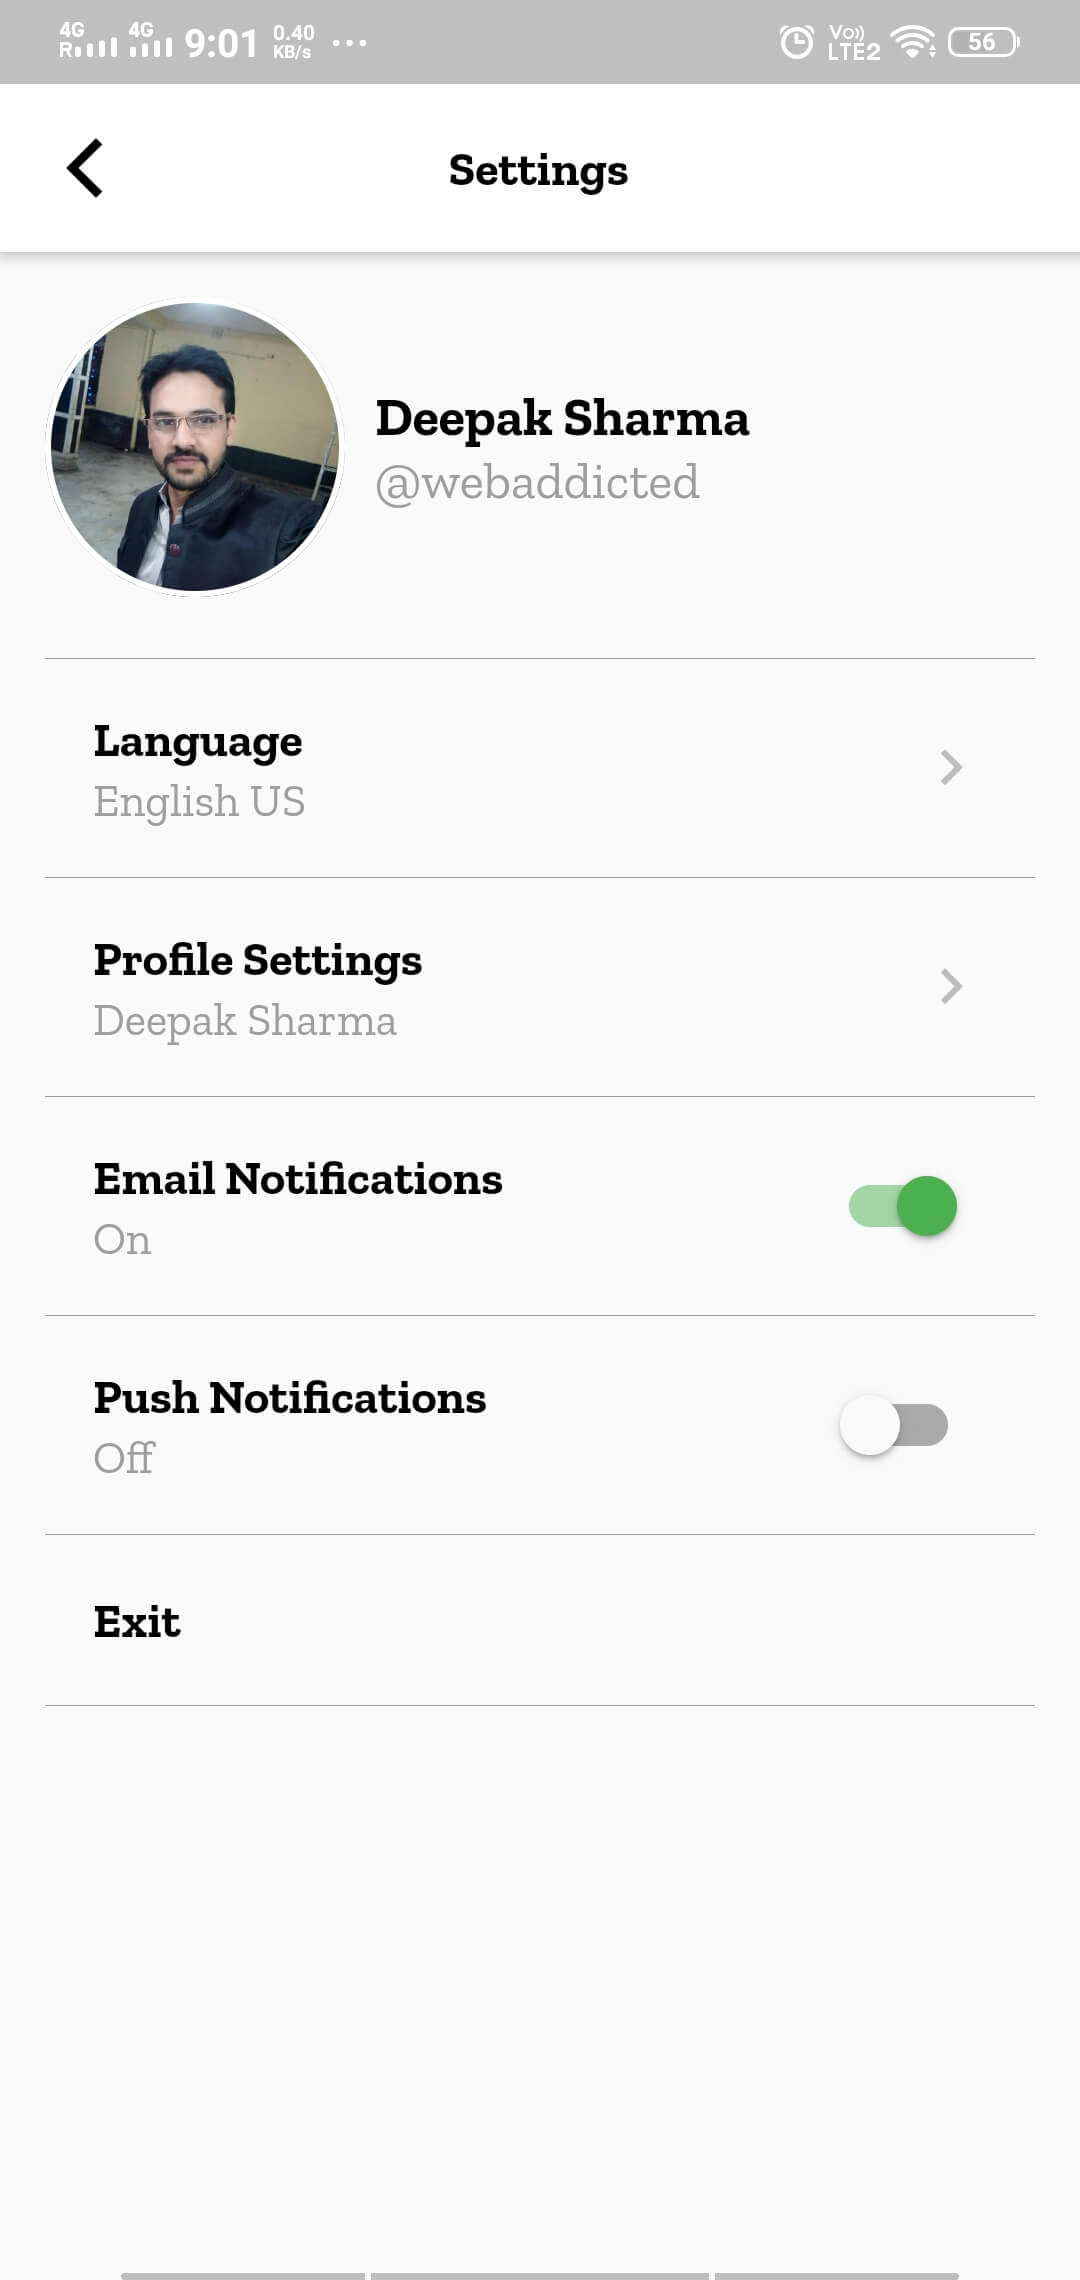 4G 4G 9:01 0.40 ... Vo)) 56
R KB/s LTE2
Settings
Deepak Sharma
@webaddicted
Language
English US
Profile Settings
Deepak Sharma
Email Notifications
On
Push Notifications
Off
Exit